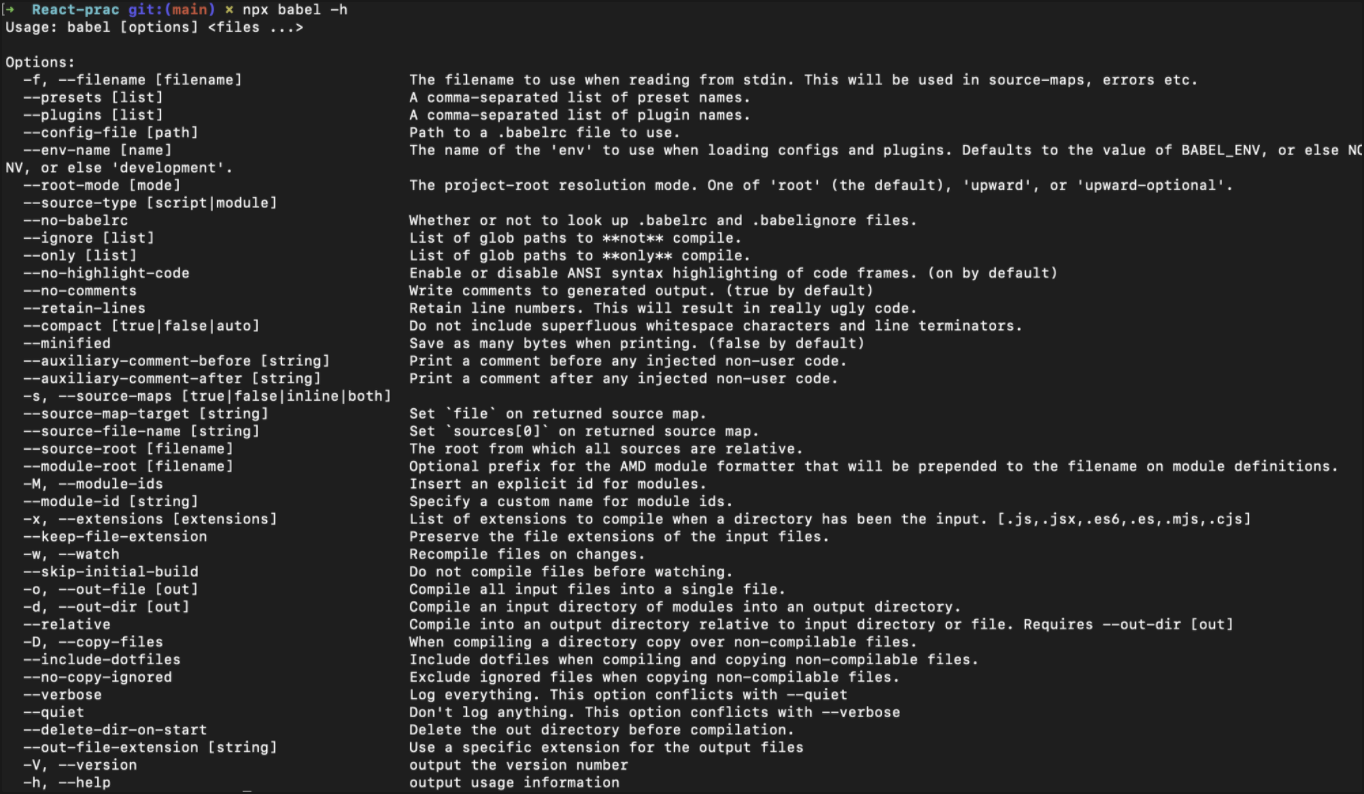 [→  React-prac git:(main) × npx babel -h
Usage: babel [options] <files ...>

Options:
  -f, --filename [filename]                   The filename to use when reading from stdin. This will be used in source-maps, errors etc.
  --presets [list]                            A comma-separated list of preset names.
  --plugins [list]                            A comma-separated list of plugin names.
  --config-file [path]                        Path to a .babelrc file to use.
  --env-name [name]                           The name of the 'env' to use when loading configs and plugins. Defaults to the value of BABEL_ENV, or else NO
NV, or else 'development'.
  --root-mode [mode]                          The project-root resolution mode. One of 'root' (the default), 'upward', or 'upward-optional'.
  --source-type [script|module]
  --no-babelrc                                Whether or not to look up .babelrc and .babelignore files.
  --ignore [list]                             List of glob paths to **not** compile.
  --only [list]                               List of glob paths to **only** compile.
  --no-highlight-code                         Enable or disable ANSI syntax highlighting of code frames. (on by default)
  --no-comments                               Write comments to generated output. (true by default)
  --retain-lines                              Retain line numbers. This will result in really ugly code.
  --compact [true|false|auto]                 Do not include superfluous whitespace characters and line terminators.
  --minified                                  Save as many bytes when printing. (false by default)
  --auxiliary-comment-before [string]         Print a comment before any injected non-user code.
  --auxiliary-comment-after [string]          Print a comment after any injected non-user code.
  -s, --source-maps [true|false|inline|both]
  --source-map-target [string]                Set `file` on returned source map.
  --source-file-name [string]                 Set `sources[0]` on returned source map.
  --source-root [filename]                    The root from which all sources are relative.
  --module-root [filename]                    Optional prefix for the AMD module formatter that will be prepended to the filename on module definitions.
  -M, --module-ids                            Insert an explicit id for modules.
  --module-id [string]                        Specify a custom name for module ids.
  -x, --extensions [extensions]               List of extensions to compile when a directory has been the input. [.js,.jsx,.es6,.es,.mjs,.cjs]
  --keep-file-extension                       Preserve the file extensions of the input files.
  -w, --watch                                 Recompile files on changes.
  --skip-initial-build                        Do not compile files before watching.
  -o, --out-file [out]                        Compile all input files into a single file.
  -d, --out-dir [out]                         Compile an input directory of modules into an output directory.
  --relative                                  Compile into an output directory relative to input directory or file. Requires --out-dir [out]
  -D, --copy-files                            When compiling a directory copy over non-compilable files.
  --include-dotfiles                          Include dotfiles when compiling and copying non-compilable files.
  --no-copy-ignored                           Exclude ignored files when copying non-compilable files.
  --verbose                                   Log everything. This option conflicts with --quiet
  --quiet                                     Don't log anything. This option conflicts with --verbose
  --delete-dir-on-start                       Delete the out directory before compilation.
  --out-file-extension [string]               Use a specific extension for the output files
  -V, --version                               output the version number
  -h, --help                                  output usage information